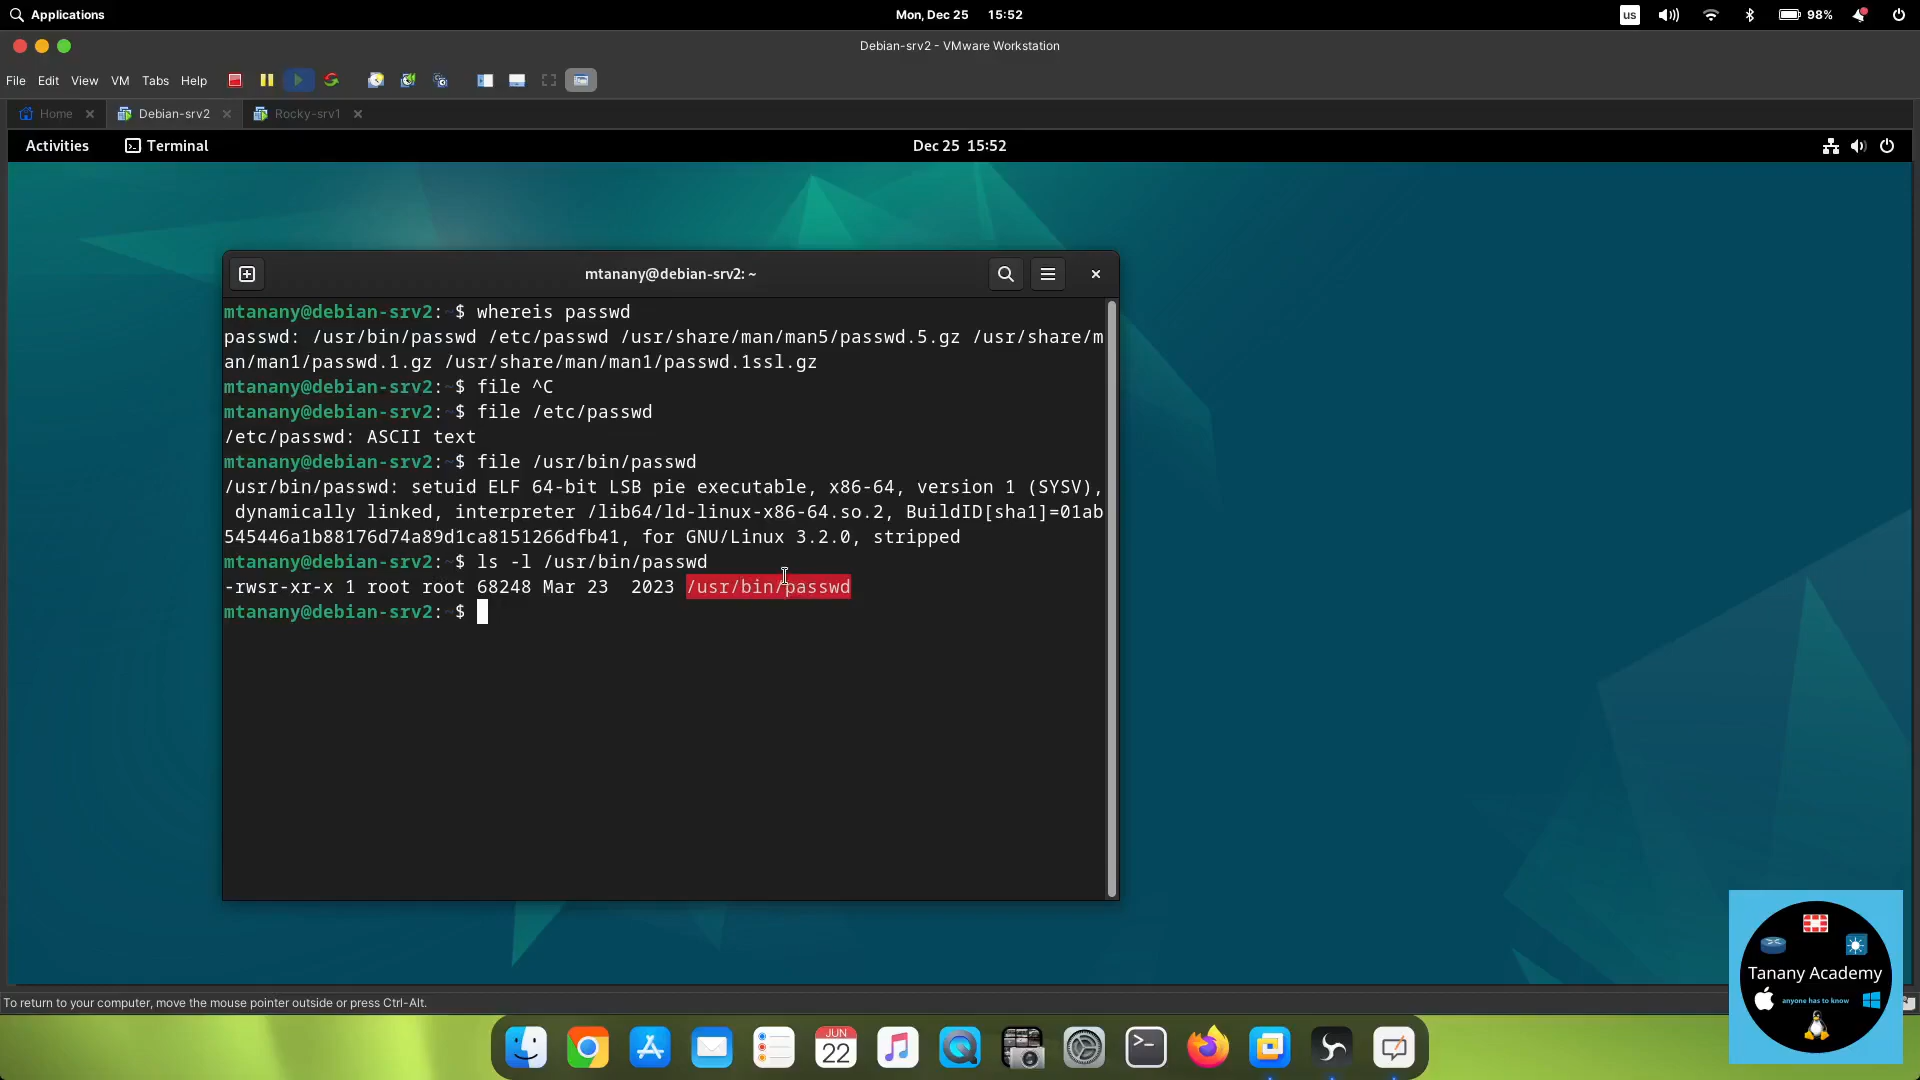 Applications
Mon, Dec 25 15:52
us
98%
Debian-srv2 - VMware Workstation
File Edit View VM Tabs Help
Home Debian-srv2 Rocky-srv1
Activities Terminal
Dec 25 15:52
mtanany@debian-srv2: ~
mtanany@debian-srv2:~$ whereis passwd
passwd: /usr/bin/passwd /etc/passwd /usr/share/man/man5/passwd.5.gz /usr/share/m
an/man1/passwd.1.gz /usr/share/man/man1/passwd.1ssl.gz
mtanany@debian-srv2:~$ file ^C
mtanany@debian-srv2:~$ file /etc/passwd
/etc/passwd: ASCII text
mtanany@debian-srv2:~$ file /usr/bin/passwd
/usr/bin/passwd: setuid ELF 64-bit LSB pie executable, x86-64, version 1 (SYSV),
 dynamically linked, interpreter /lib64/ld-linux-x86-64.so.2, BuildID[sha1]=01ab
545446a1b88176d74a89d1ca8151266dfb41, for GNU/Linux 3.2.0, stripped
mtanany@debian-srv2:~$ ls -l /usr/bin/passwd
-rwsr-xr-x 1 root root 68248 Mar 23  2023 /usr/bin/passwd
mtanany@debian-srv2:~$
Tanany Academy
anyone has to know
To return to your computer, move the mouse pointer outside or press Ctrl-Alt.
JUN
22